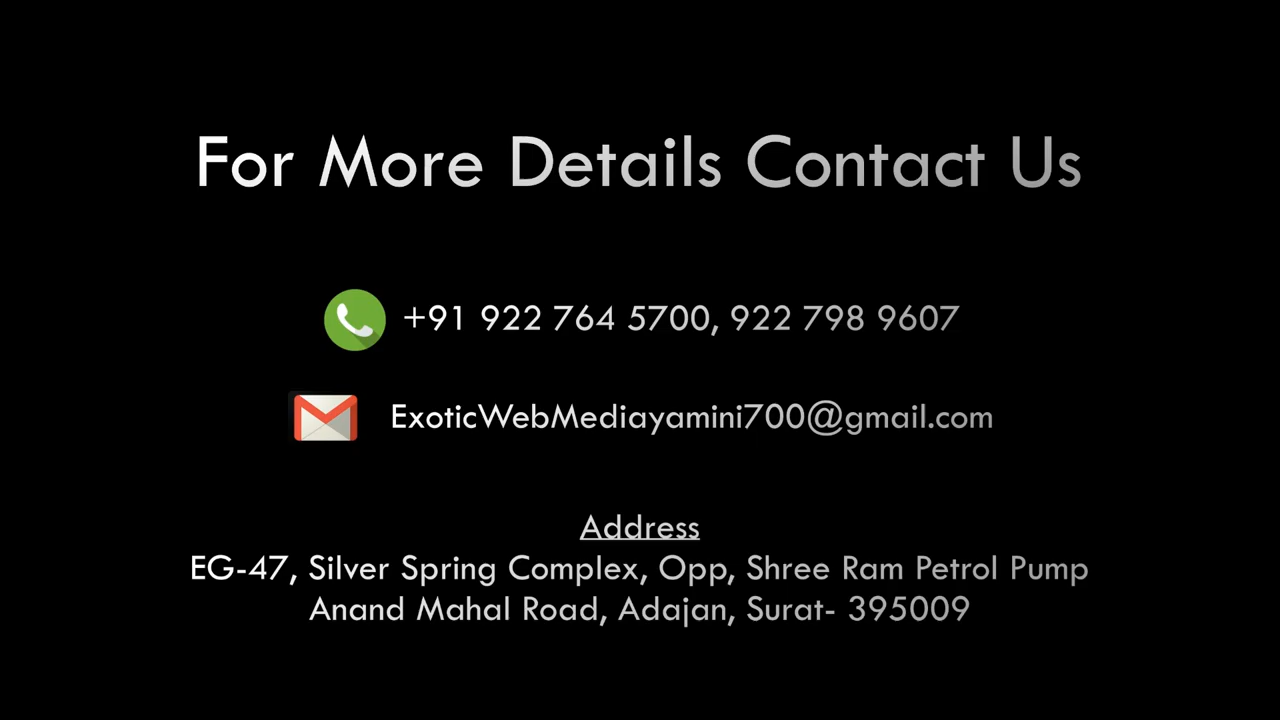 For More Details Contact Us
+91 922 764 5700, 922 798 9607
ExoticWebMediayamini700@gmail.com
Address
EG-47, Silver Spring Complex, Opp, Shree Ram Petrol Pump
Anand Mahal Road, Adajan, Surat- 395009